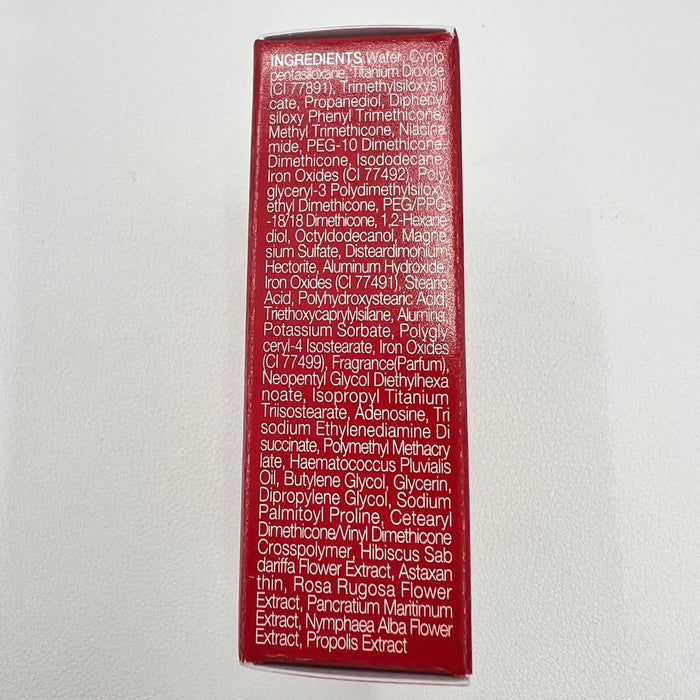 INGREDIENTS Water, Cyclo
pentasiloxane, Titanium Dioxide
(CI 77891), Trimethylsiloxysili
cate, Propanediol, Diphenyl
siloxy Phenyl Trimethicone,
Methyl Trimethicone, Niacina
mide, PEG-10 Dimethicone,
Dimethicone, Isododecane,
Iron Oxides (CI 77492), Poly
glyceryl-3 Polydimethylsiloxy
ethyl Dimethicone, PEG/PPG
-18/18 Dimethicone, 1,2-Hexane
diol, Octyldodecanol, Magne
sium Sulfate, Disteardimonium
Hectorite, Aluminum Hydroxide,
Iron Oxides (CI 77491), Stearic
Acid, Polyhydroxystearic Acid,
Triethoxycaprylylsilane, Alumina,
Potassium Sorbate, Polygly
ceryl-4 Isostearate, Iron Oxides
(CI 77499), Fragrance(Parfum),
Neopentyl Glycol Diethylhexa
noate, Isopropyl Titanium
Triisostearate, Adenosine, Tri
sodium Ethylenediamine Di
succinate, Polymethyl Methacry
late, Haematococcus Pluvialis
Oil, Butylene Glycol, Glycerin,
Dipropylene Glycol, Sodium
Palmitoyl Proline, Cetearyl
Dimethicone/Vinyl Dimethicone
Crosspolymer, Hibiscus Sab
dariffa Flower Extract, Astaxan
thin, Rosa Rugosa Flower
Extract, Pancratium Maritimum
Extract, Nymphaea Alba Flower
Extract, Propolis Extract